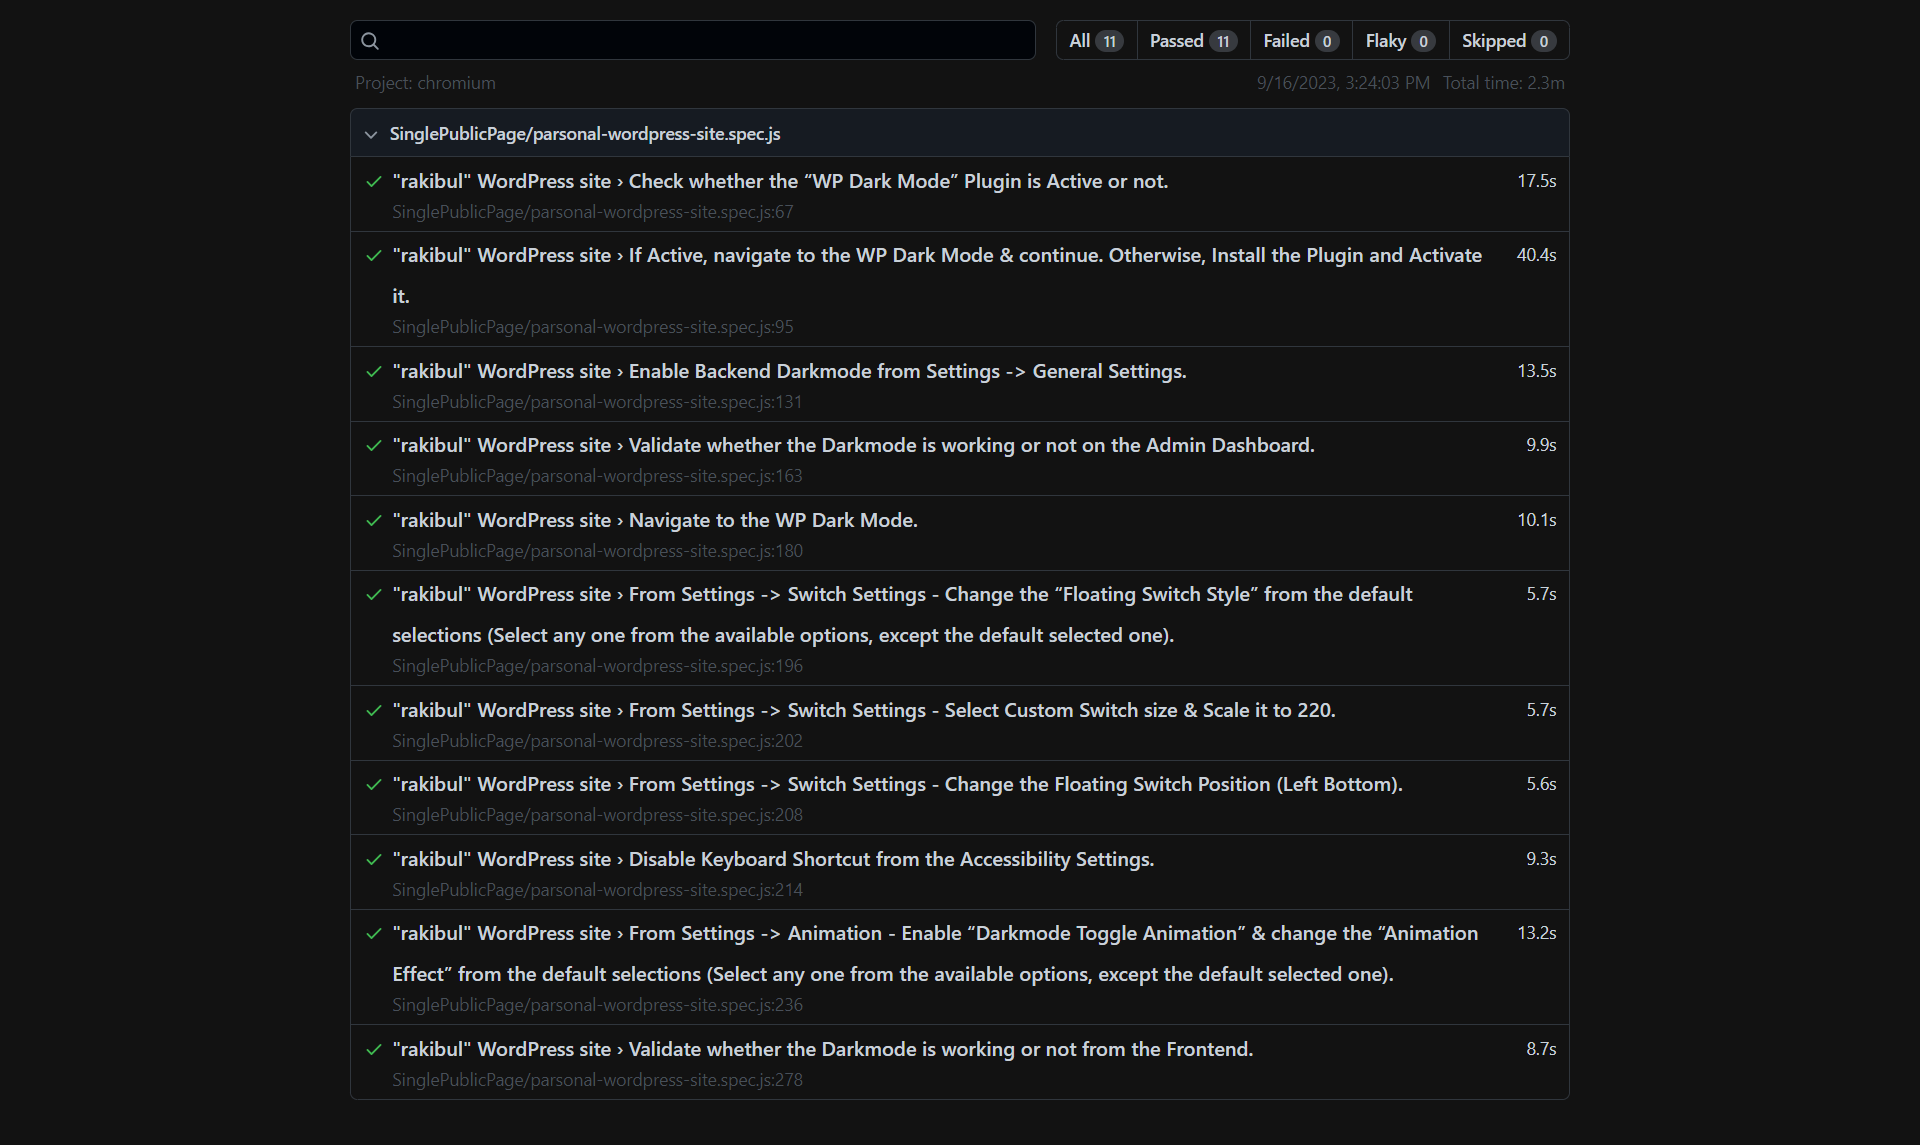 All 11 Passed 11 Failed 0 Flaky 0 Skipped 0
Project: chromium 9/16/2023, 3:24:03 PM Total time: 2.3m
SinglePublicPage/parsonal-wordpress-site.spec.js
"rakibul" WordPress site › Check whether the “WP Dark Mode” Plugin is Active or not. 17.5s
SinglePublicPage/parsonal-wordpress-site.spec.js:67
"rakibul" WordPress site › If Active, navigate to the WP Dark Mode & continue. Otherwise, Install the Plugin and Activate 40.4s
it.
SinglePublicPage/parsonal-wordpress-site.spec.js:95
"rakibul" WordPress site › Enable Backend Darkmode from Settings -> General Settings. 13.5s
SinglePublicPage/parsonal-wordpress-site.spec.js:131
"rakibul" WordPress site › Validate whether the Darkmode is working or not on the Admin Dashboard. 9.9s
SinglePublicPage/parsonal-wordpress-site.spec.js:163
"rakibul" WordPress site › Navigate to the WP Dark Mode. 10.1s
SinglePublicPage/parsonal-wordpress-site.spec.js:180
"rakibul" WordPress site › From Settings -> Switch Settings - Change the “Floating Switch Style” from the default 5.7s
selections (Select any one from the available options, except the default selected one).
SinglePublicPage/parsonal-wordpress-site.spec.js:196
"rakibul" WordPress site › From Settings -> Switch Settings - Select Custom Switch size & Scale it to 220. 5.7s
SinglePublicPage/parsonal-wordpress-site.spec.js:202
"rakibul" WordPress site › From Settings -> Switch Settings - Change the Floating Switch Position (Left Bottom). 5.6s
SinglePublicPage/parsonal-wordpress-site.spec.js:208
"rakibul" WordPress site › Disable Keyboard Shortcut from the Accessibility Settings. 9.3s
SinglePublicPage/parsonal-wordpress-site.spec.js:214
"rakibul" WordPress site › From Settings -> Animation - Enable “Darkmode Toggle Animation” & change the “Animation 13.2s
Effect” from the default selections (Select any one from the available options, except the default selected one).
SinglePublicPage/parsonal-wordpress-site.spec.js:236
"rakibul" WordPress site › Validate whether the Darkmode is working or not from the Frontend. 8.7s
SinglePublicPage/parsonal-wordpress-site.spec.js:278